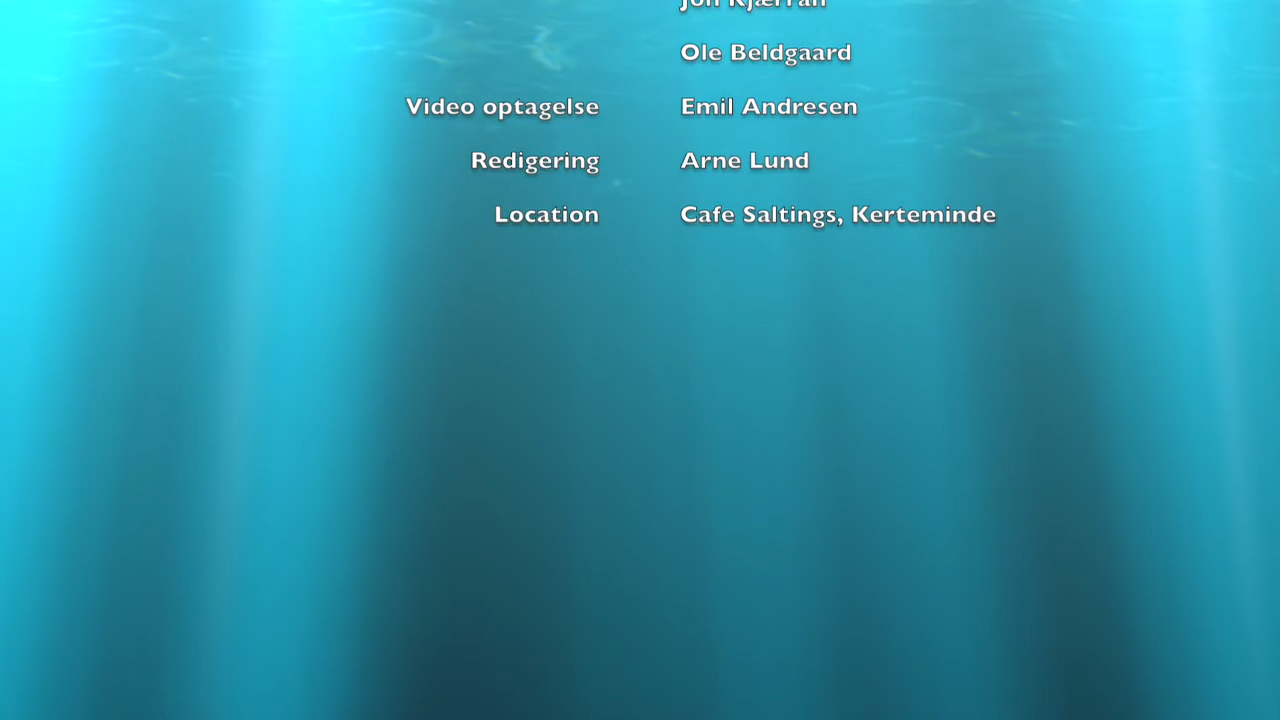 Ole Beldgaard
Video optagelse Emil Andresen
Redigering Arne Lund
Location Cafe Saltings, Kerteminde